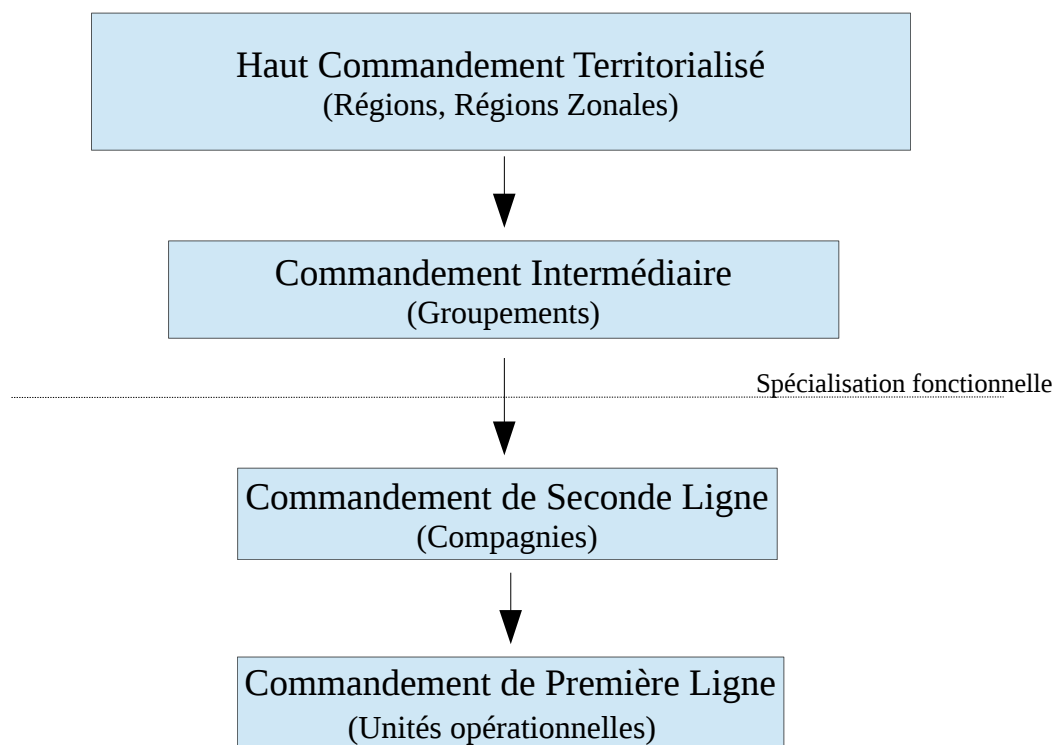 Haut Commandement Territorialisé
(Régions, Régions Zonales)
Commandement Intermédiaire
(Groupements)
Spécialisation fonctionnelle
Commandement de Seconde Ligne
(Compagnies)
Commandement de Première Ligne
(Unités opérationnelles)